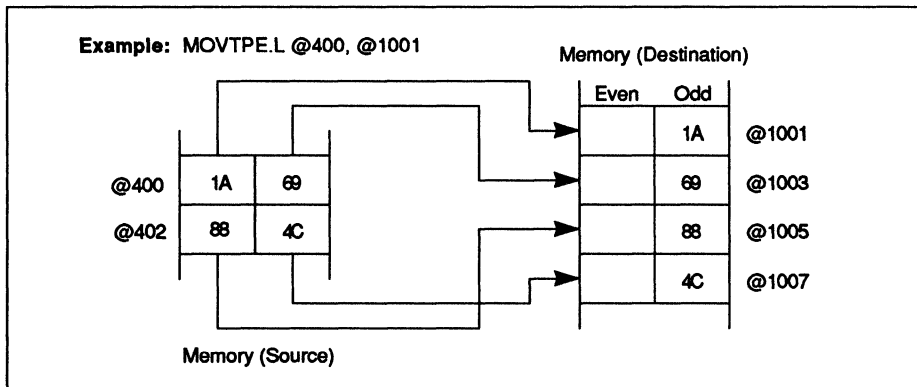 Example: MOVTPE.L @400, @1001
Memory (Destination)
Even Odd
1A @1001
@400 1A 69
69 @1003
@402 88 4C
88 @1005
4C @1007
Memory (Source)